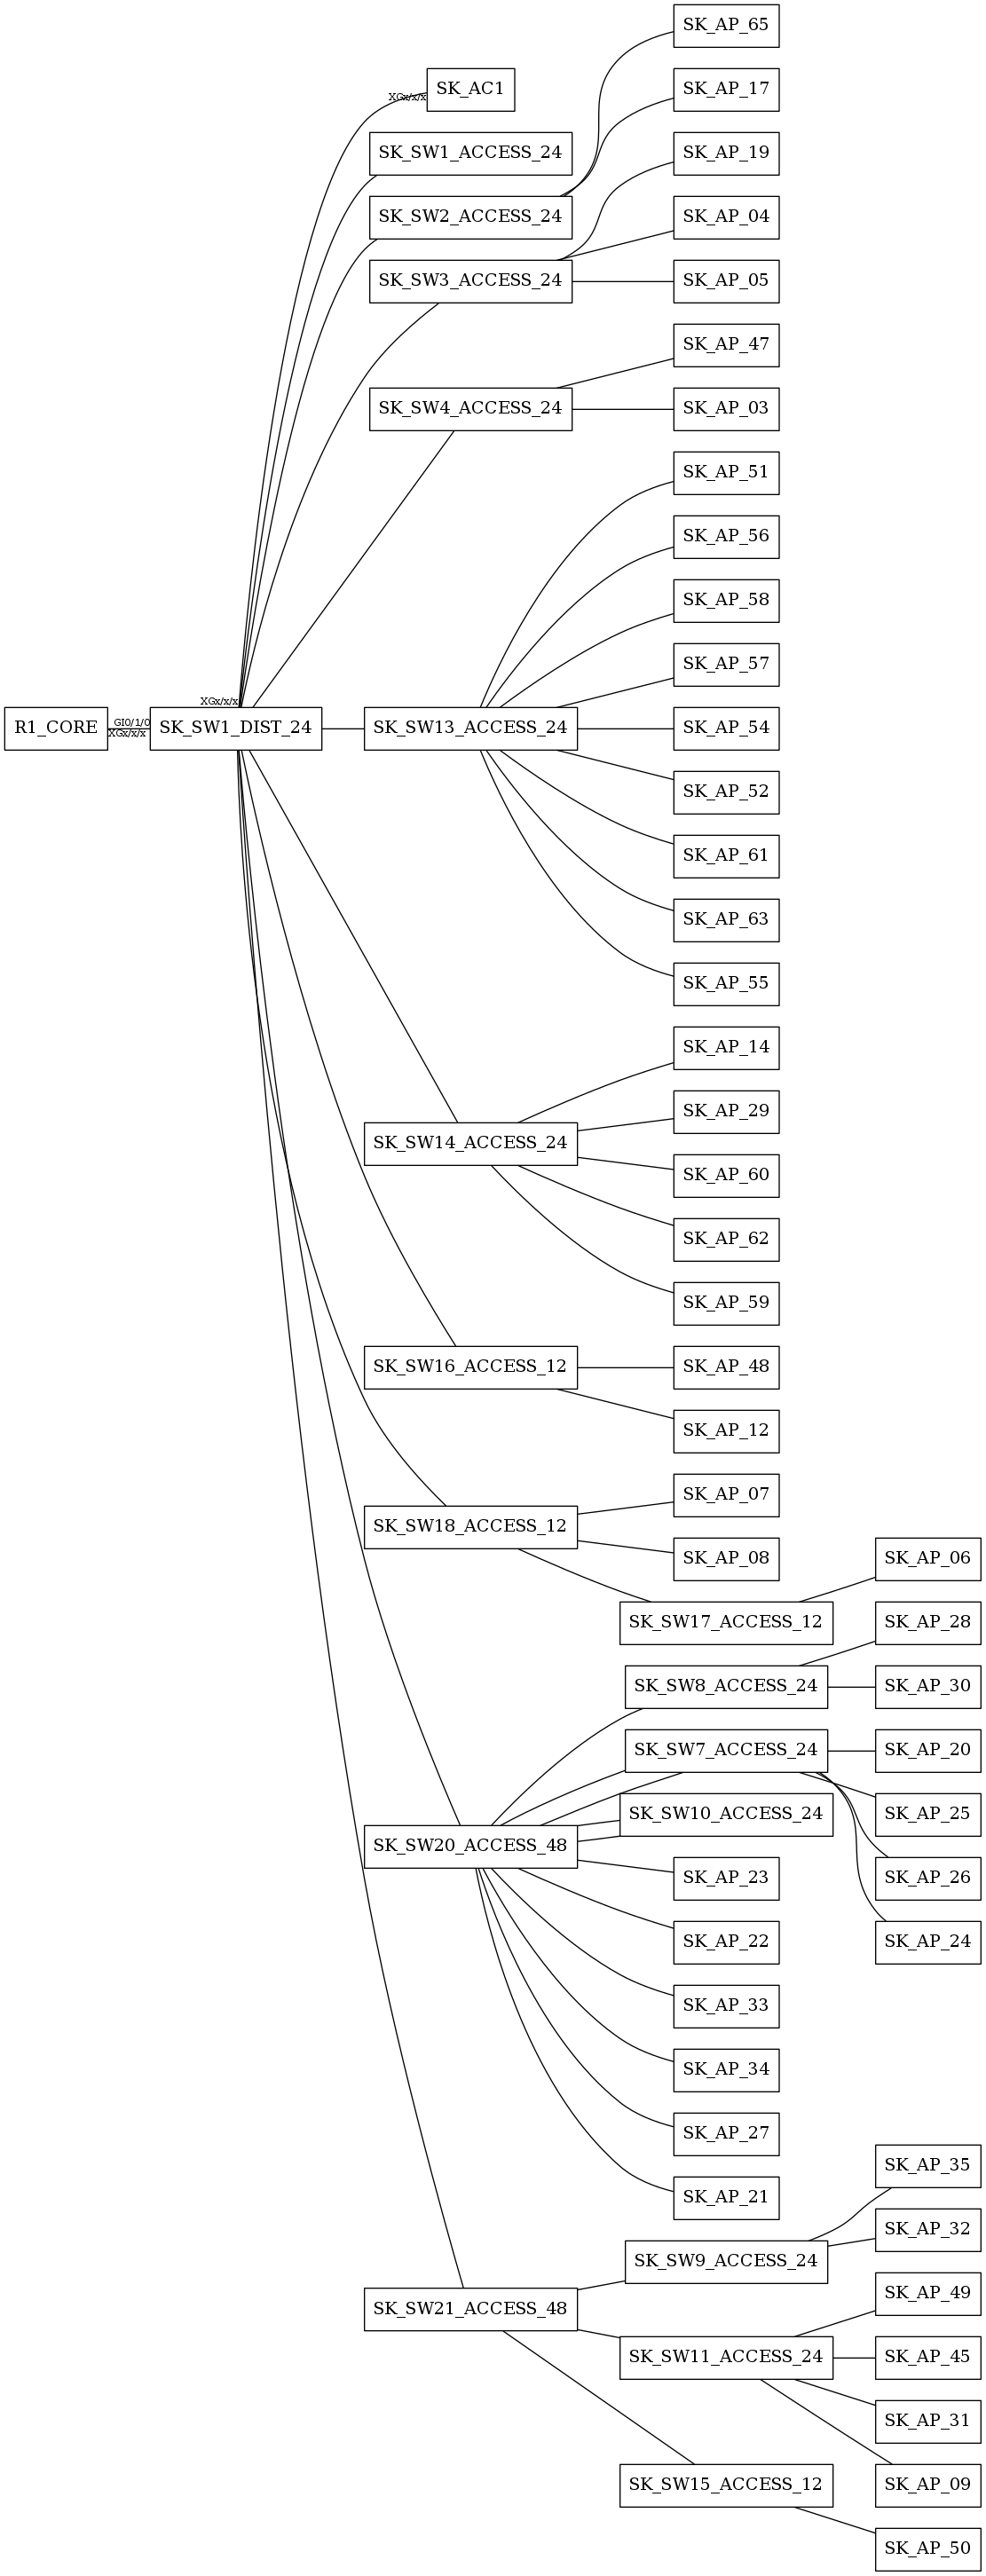 SK_AP_65
SK_AC1
XGx/x/x
SK_AP_17
SK_SW1_ACCESS_24
SK_AP_19
SK_SW2_ACCESS_24
SK_AP_04
SK_SW3_ACCESS_24
SK_AP_05
SK_AP_47
SK_SW4_ACCESS_24
SK_AP_03
SK_AP_51
SK_AP_56
SK_AP_58
SK_AP_57
XGx/x/x
R1_CORE
GI0/1/0
XGx/x/x
SK_SW1_DIST_24
SK_SW13_ACCESS_24
SK_AP_54
SK_AP_52
SK_AP_61
SK_AP_63
SK_AP_55
SK_AP_14
SK_AP_29
SK_SW14_ACCESS_24
SK_AP_60
SK_AP_62
SK_AP_59
SK_SW16_ACCESS_12
SK_AP_48
SK_AP_12
SK_AP_07
SK_SW18_ACCESS_12
SK_AP_08
SK_AP_06
SK_SW17_ACCESS_12
SK_AP_28
SK_SW8_ACCESS_24
SK_AP_30
SK_SW7_ACCESS_24
SK_AP_20
SK_SW10_ACCESS_24
SK_AP_25
SK_SW20_ACCESS_48
SK_AP_23
SK_AP_26
SK_AP_22
SK_AP_24
SK_AP_33
SK_AP_34
SK_AP_27
SK_AP_21
SK_AP_35
SK_AP_32
SK_SW9_ACCESS_24
SK_AP_49
SK_SW21_ACCESS_48
SK_SW11_ACCESS_24
SK_AP_45
SK_AP_31
SK_SW15_ACCESS_12
SK_AP_09
SK_AP_50